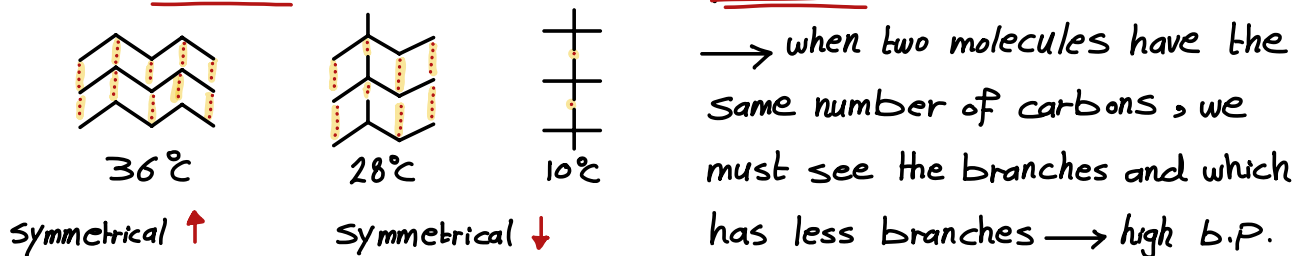 36°C
28°C
10°C
symmetrical ↑
symmetrical ↓
→ when two molecules have the
same number of carbons, we
must see the branches and which
has less branches → high b.p.